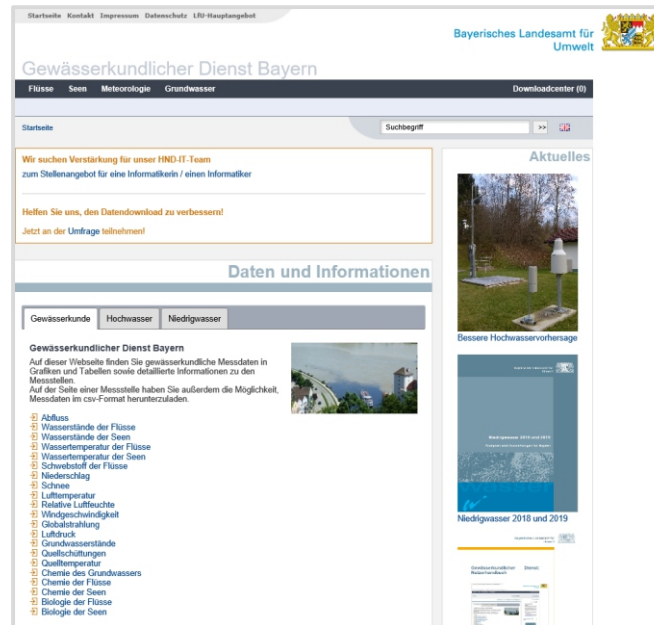 Startseite Kontakt Impressum Datenschutz LfU-Hauptangebot
Bayerisches Landesamt für
Umwelt
Gewässerkundlicher Dienst Bayern
Flüsse Seen Meteorologie Grundwasser Downloadcenter (0)
Startseite Suchbegriff >>
Wir suchen Verstärkung für unser HND-IT-Team
zum Stellenangebot für eine Informatikerin / einen Informatiker
Helfen Sie uns, den Datendownload zu verbessern!
Jetzt an der Umfrage teilnehmen!
Daten und Informationen
Gewässerkunde Hochwasser Niedrigwasser
Gewässerkundlicher Dienst Bayern
Auf dieser Webseite finden Sie gewässerkundliche Messdaten in
Grafiken und Tabellen sowie detaillierte Informationen zu den
Messstellen.
Auf der Seite einer Messstelle haben Sie außerdem die Möglichkeit,
Messdaten im csv-Format herunterzuladen.
Abfluss
Wasserstände der Flüsse
Wasserstände der Seen
Wassertemperatur der Flüsse
Wassertemperatur der Seen
Schwebstoff der Flüsse
Niederschlag
Schnee
Lufttemperatur
Relative Luftfeuchte
Windgeschwindigkeit
Globalstrahlung
Luftdruck
Grundwasserstände
Quellschüttungen
Quelltemperatur
Chemie des Grundwassers
Chemie der Flüsse
Chemie der Seen
Biologie der Flüsse
Biologie der Seen
Aktuelles
Bessere Hochwasservorhersage
Niedrigwasser 2018 und 2019
wasser
Niedrigwasser 2018 und 2019
Gewässerkundlicher Dienst